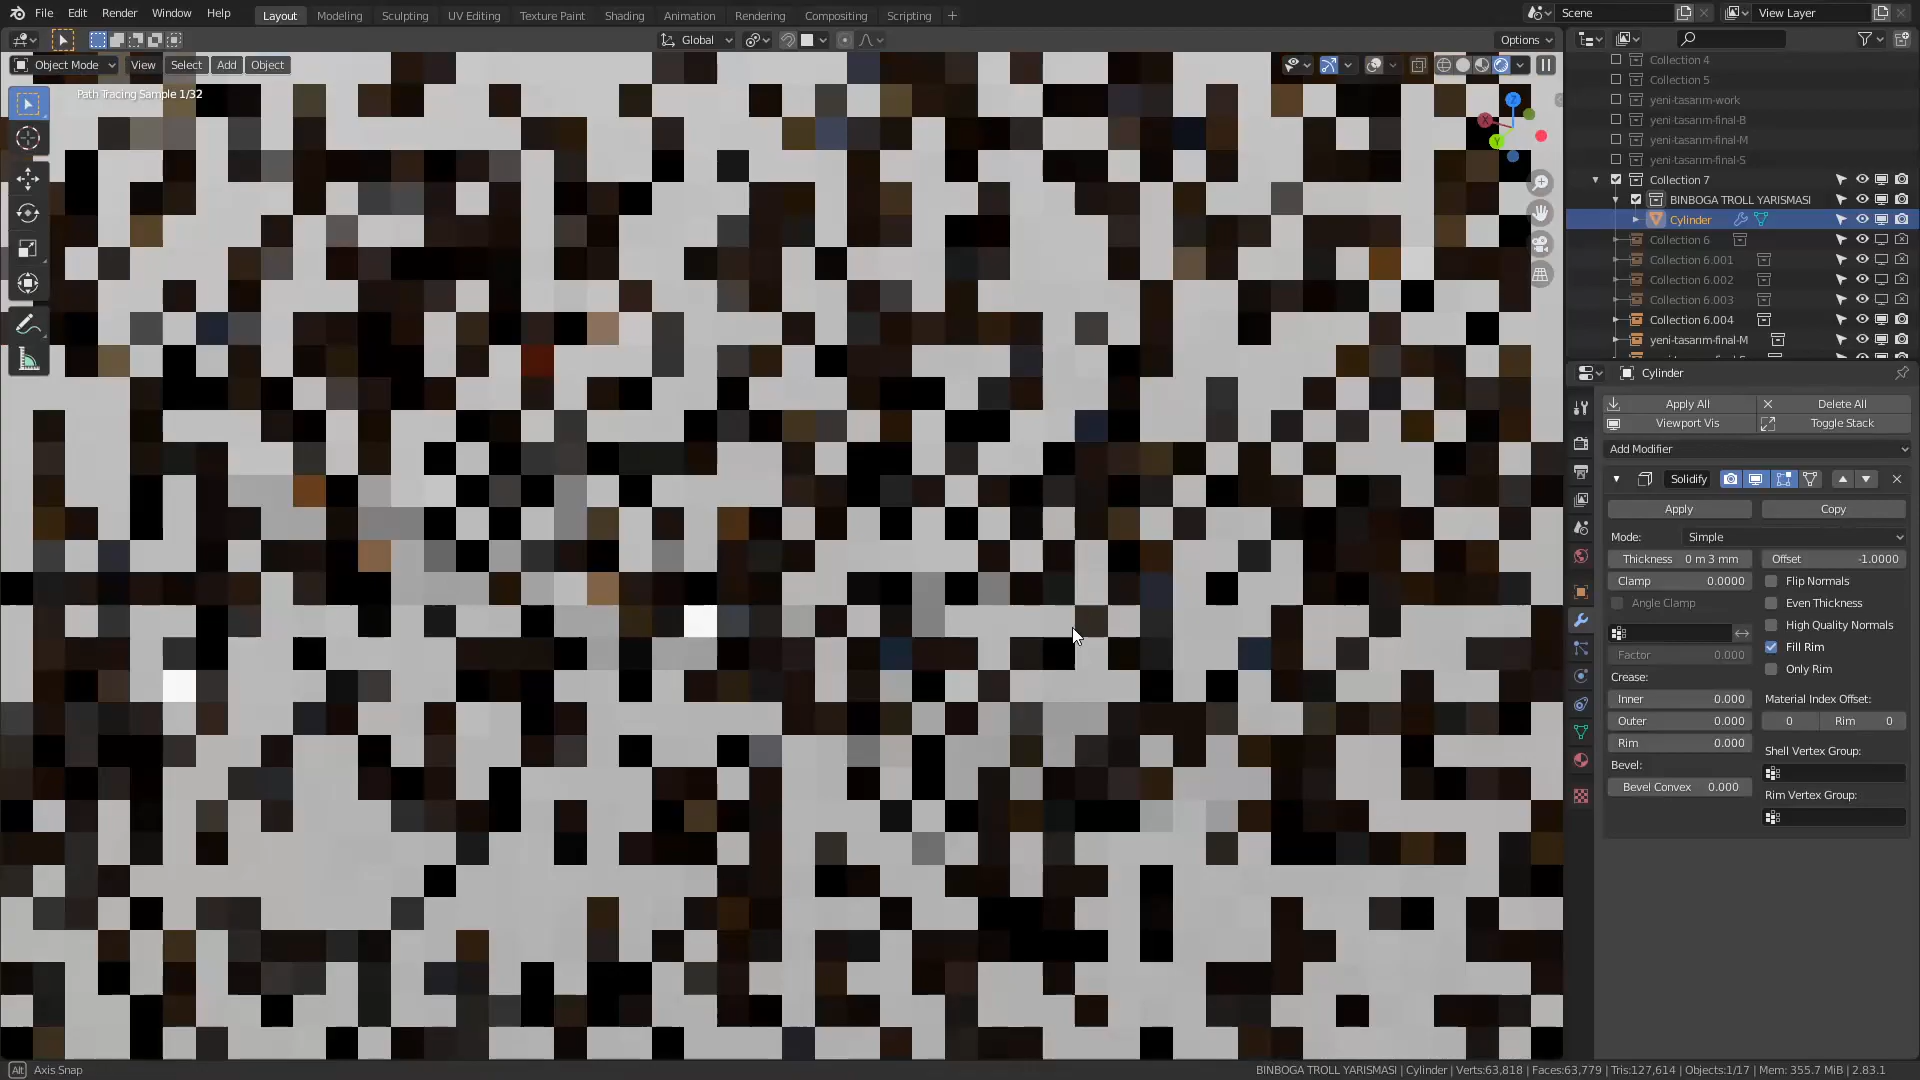 File Edit Render Window Help
Layout Modeling Sculpting UV Editing Texture Paint Shading Animation Rendering Compositing Scripting +
Scene
View Layer
Global
Options
Object Mode View Select Add Object
Path Tracing Sample 1/32
Z
X
Y
Collection 4
Collection 5
yeni-tasarım-work
yeni-tasarım-final-B
yeni-tasarım-final-M
yeni-tasarım-final-S
Collection 7
BINBOGA TROLL YARISMASI
Cylinder
Collection 6
Collection 6.001
Collection 6.002
Collection 6.003
Collection 6.004
yeni-tasarım-final-M
Cylinder
Apply All Delete All
Viewport Vis Toggle Stack
Add Modifier
Solidify
Apply Copy
Mode: Simple
Thickness 0 m 3 mm Offset -1.0000
Clamp 0.0000 Flip Normals
Angle Clamp Even Thickness
High Quality Normals
Factor 0.000 Fill Rim
Crease: Only Rim
Inner 0.000 Material Index Offset:
Outer 0.000 0 Rim 0
Rim 0.000 Shell Vertex Group:
Bevel:
Bevel Convex 0.000 Rim Vertex Group:
Alt Axis Snap
BINBOGA TROLL YARISMASI | Cylinder | Verts:63,818 | Faces:63,779 | Tris:127,614 | Objects:1/17 | Mem: 355.7 MiB | 2.83.1